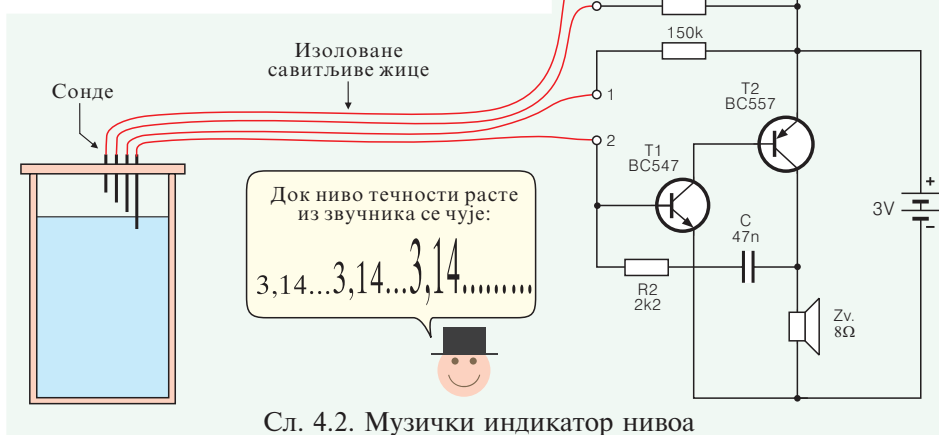 150k
Изоловане
савитљиве жице
Сонде
1
2
T1
BC547
T2
BC557
+
3V
-
C
47n
R2
2k2
Zv.
8Ω
Док ниво течности расте
из звучника се чује:
3,14...3,14...3,14.........
Сл. 4.2. Музички индикатор нивоа